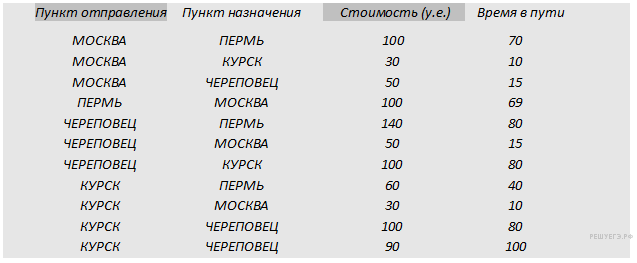 Пункт отправления Пункт назначения Стоимость (у.е.) Время в пути
МОСКВА ПЕРМЬ 100 70
МОСКВА КУРСК 30 10
МОСКВА ЧЕРЕПОВЕЦ 50 15
ПЕРМЬ МОСКВА 100 69
ЧЕРЕПОВЕЦ ПЕРМЬ 140 80
ЧЕРЕПОВЕЦ МОСКВА 50 15
ЧЕРЕПОВЕЦ КУРСК 100 80
КУРСК ПЕРМЬ 60 40
КУРСК МОСКВА 30 10
КУРСК ЧЕРЕПОВЕЦ 100 80
КУРСК ЧЕРЕПОВЕЦ 90 100
РЕШУЕГЭ.РФ